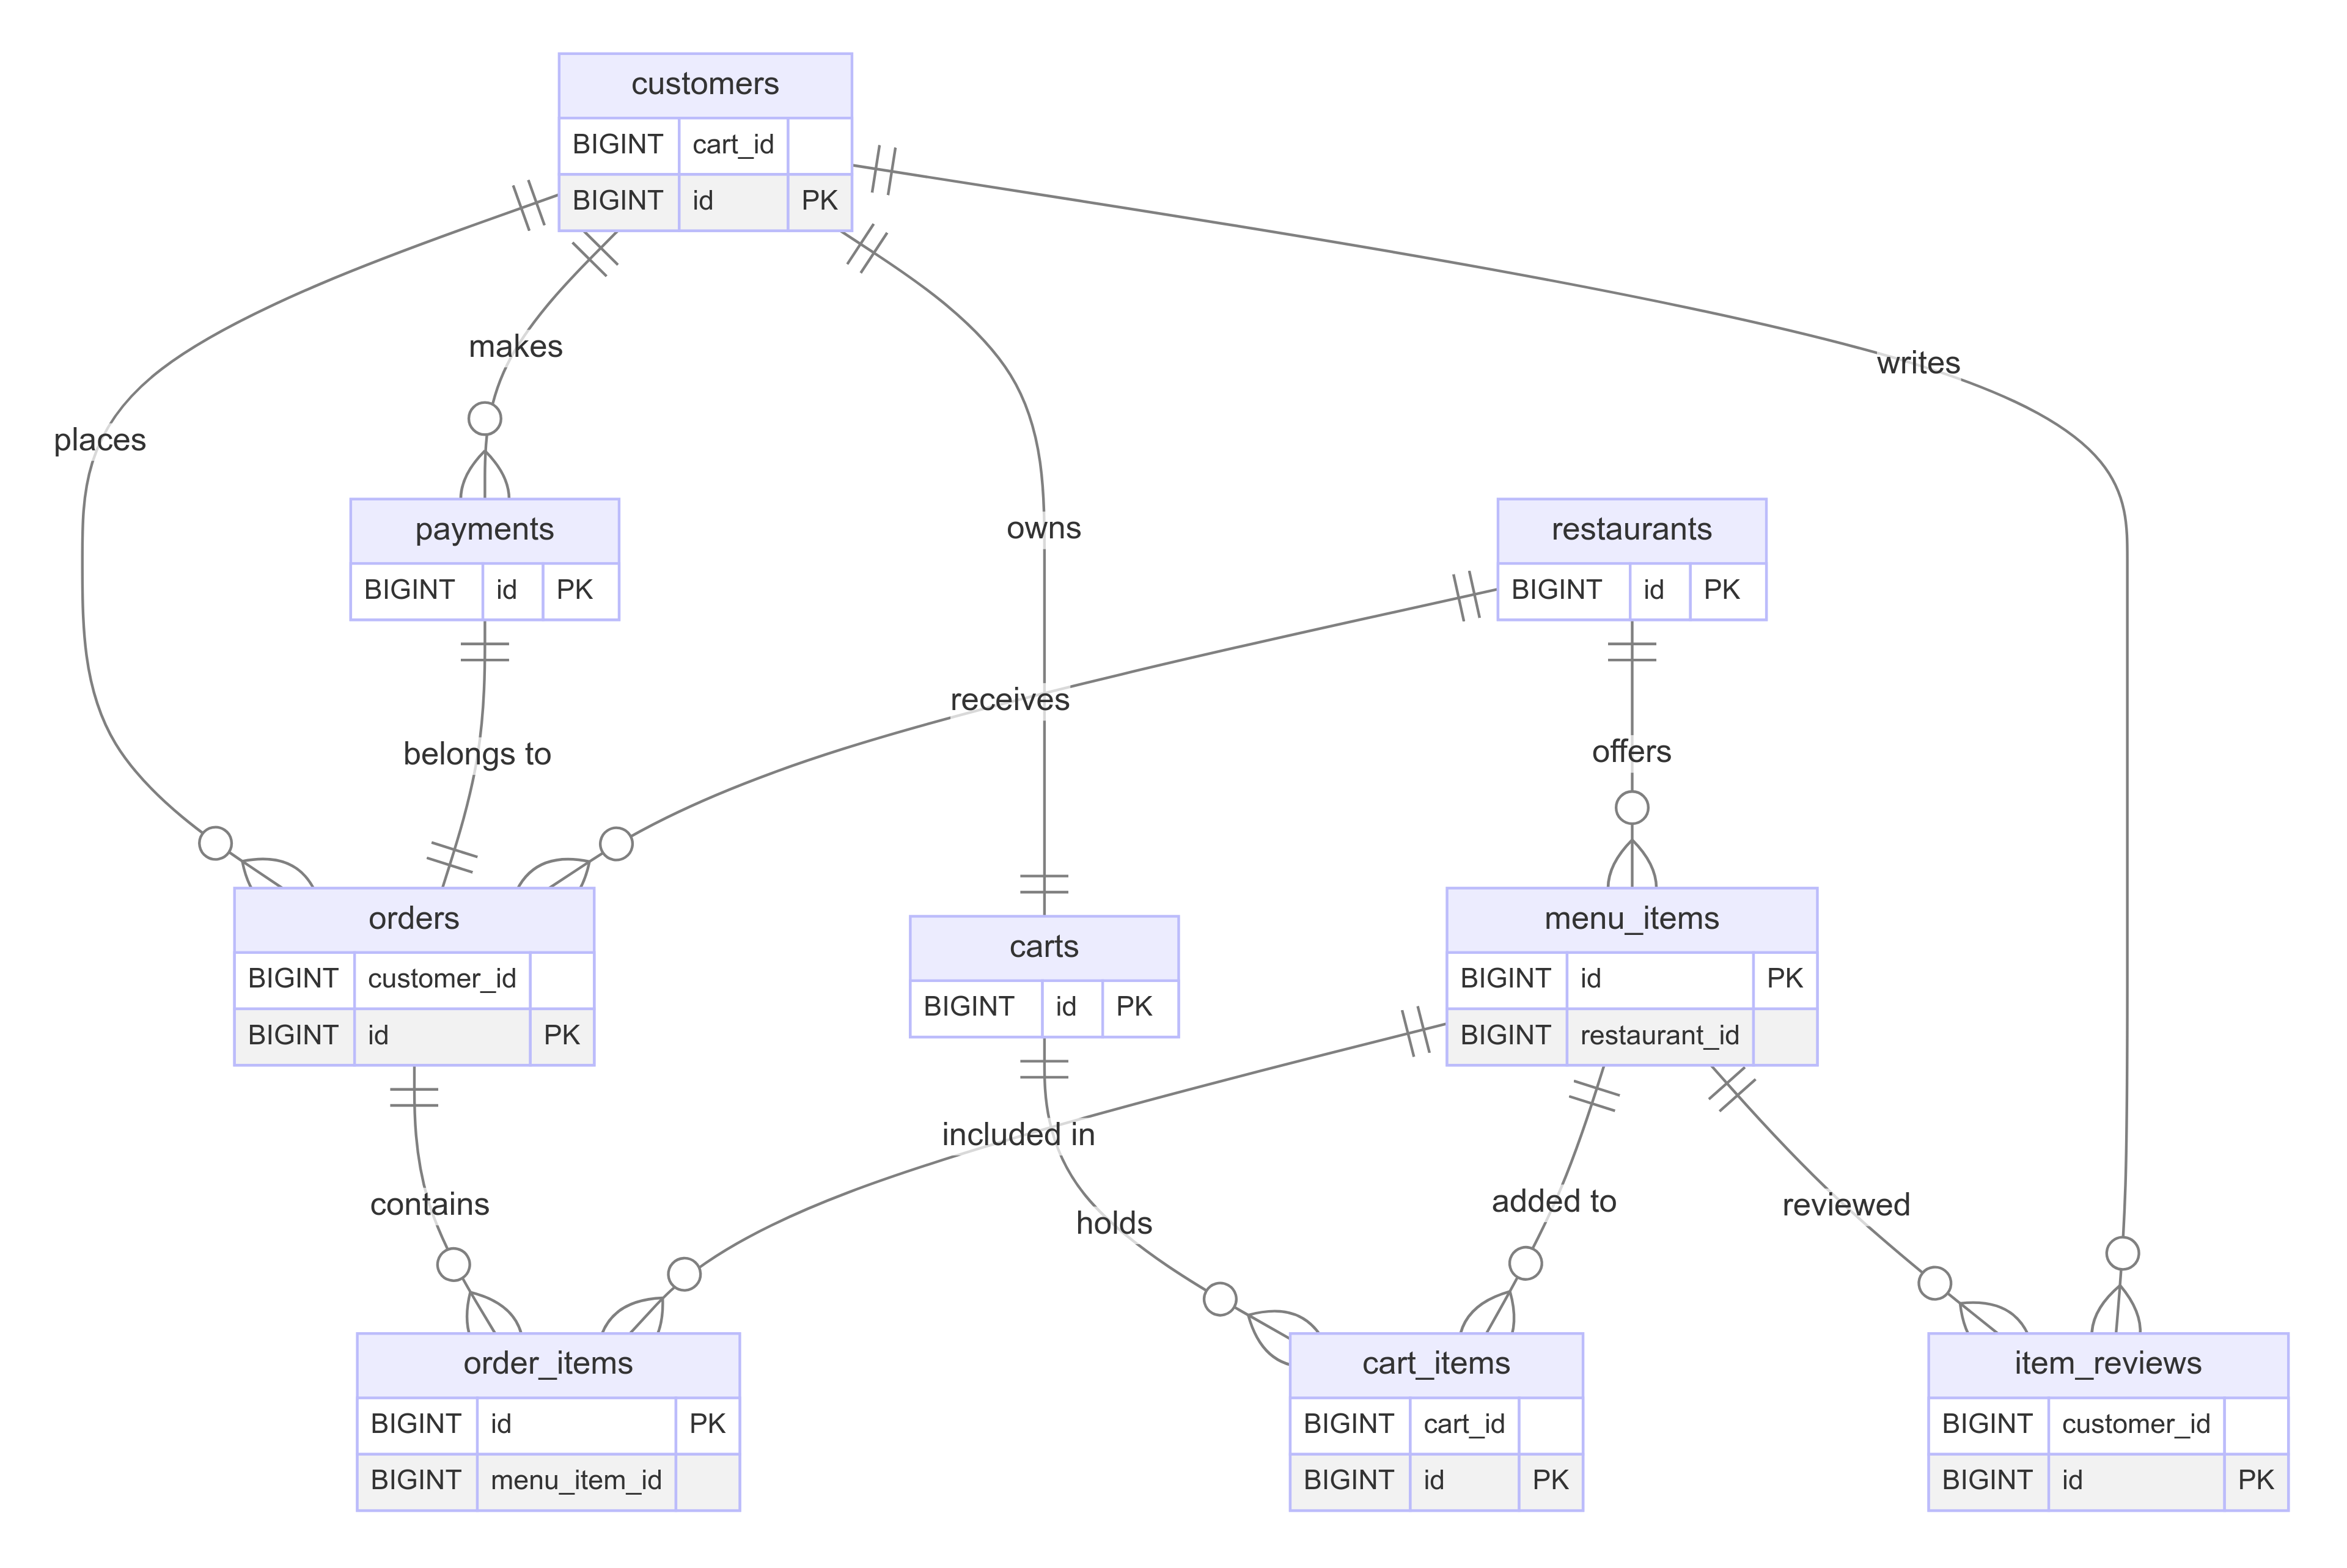 customers
BIGINT cart_id
BIGINT id PK
makes
writes
places
payments
BIGINT id PK
owns
restaurants
BIGINT id PK
receives
belongs to
offers
orders
BIGINT customer_id
BIGINT id PK
carts
BIGINT id PK
menu_items
BIGINT id PK
BIGINT restaurant_id
included in
contains
holds
added to
reviewed
order_items
BIGINT id PK
BIGINT menu_item_id
cart_items
BIGINT cart_id
BIGINT id PK
item_reviews
BIGINT customer_id
BIGINT id PK